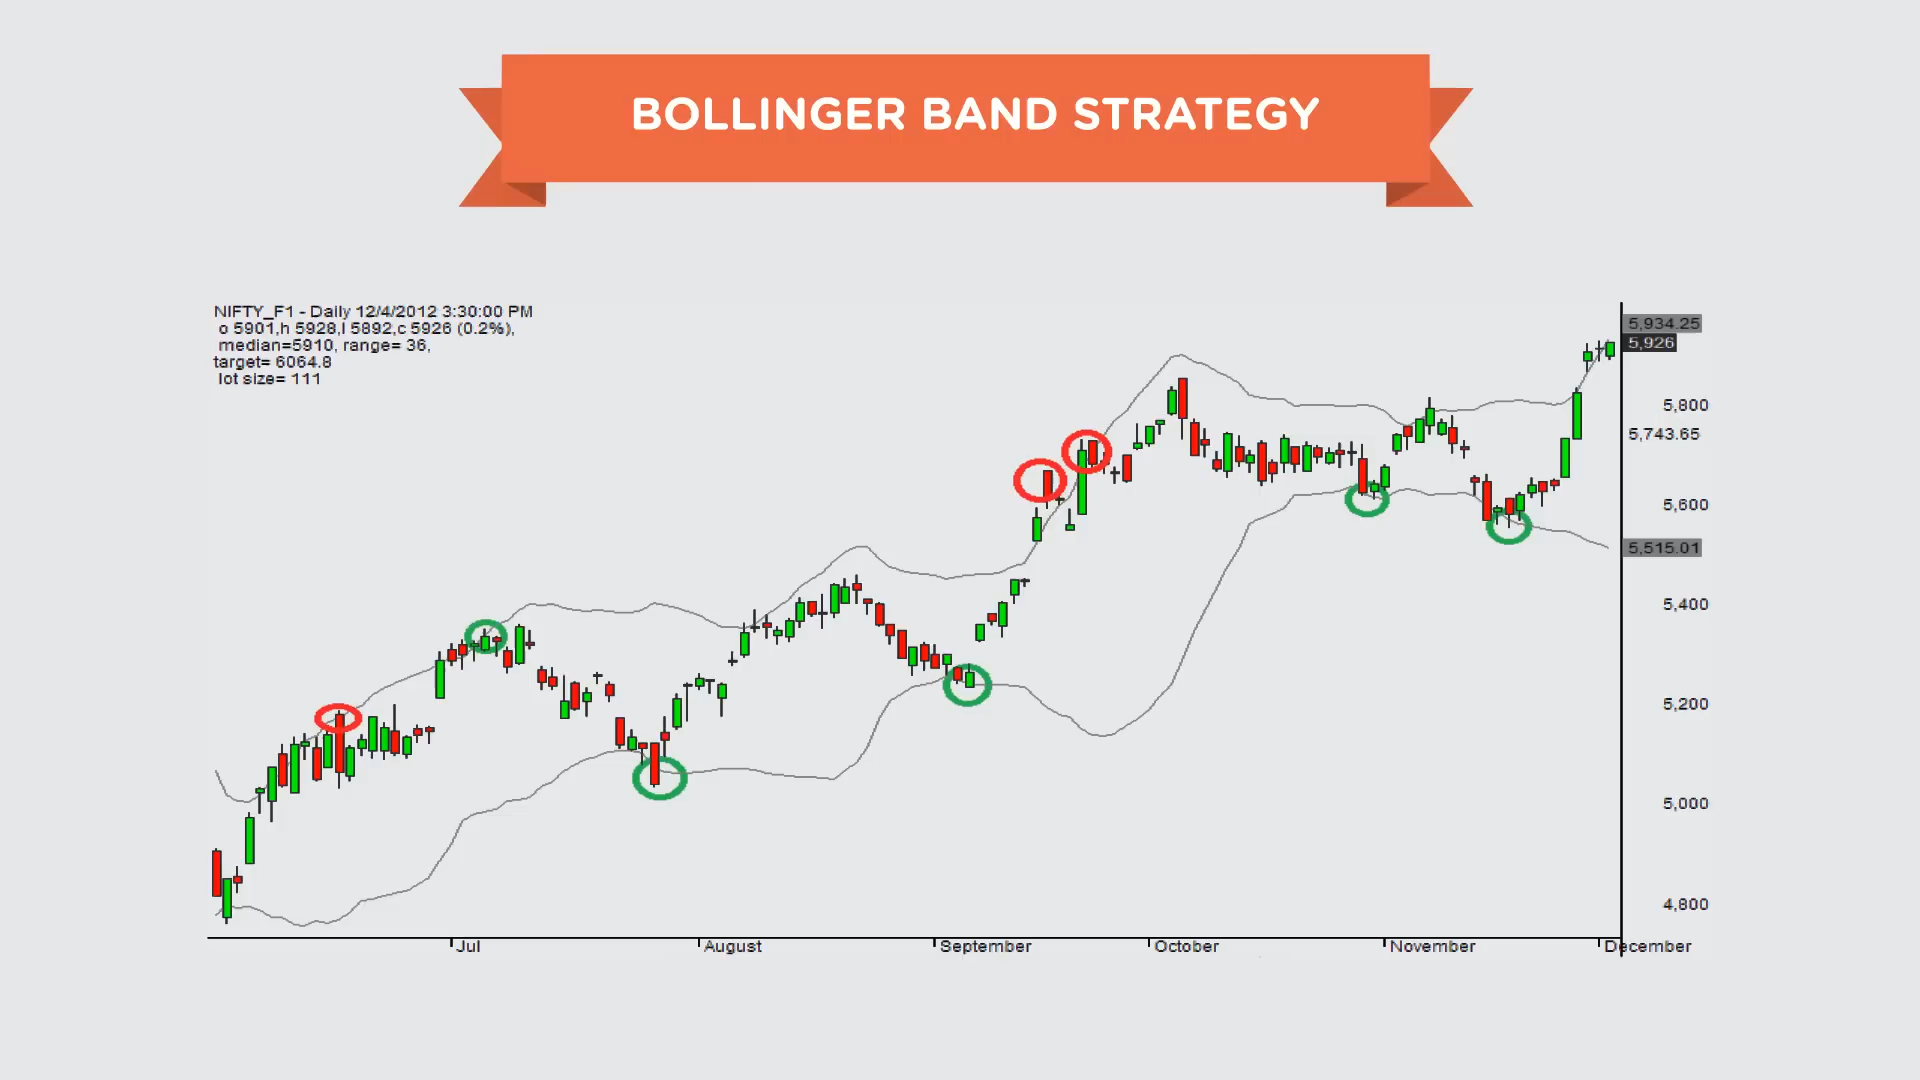 BOLLINGER BAND STRATEGY
NIFTY_F1 - Daily 12/4/2012 3:30:00 PM
o 5901,h 5928,l 5892,c 5926 (0.2%),
median=5910, range= 36,
target= 6064.8
lot size= 111
5,934.25
5,926
5,800
5,743.65
5,600
5,515.01
5,400
5,200
5,000
4,800
Jul August September October November December